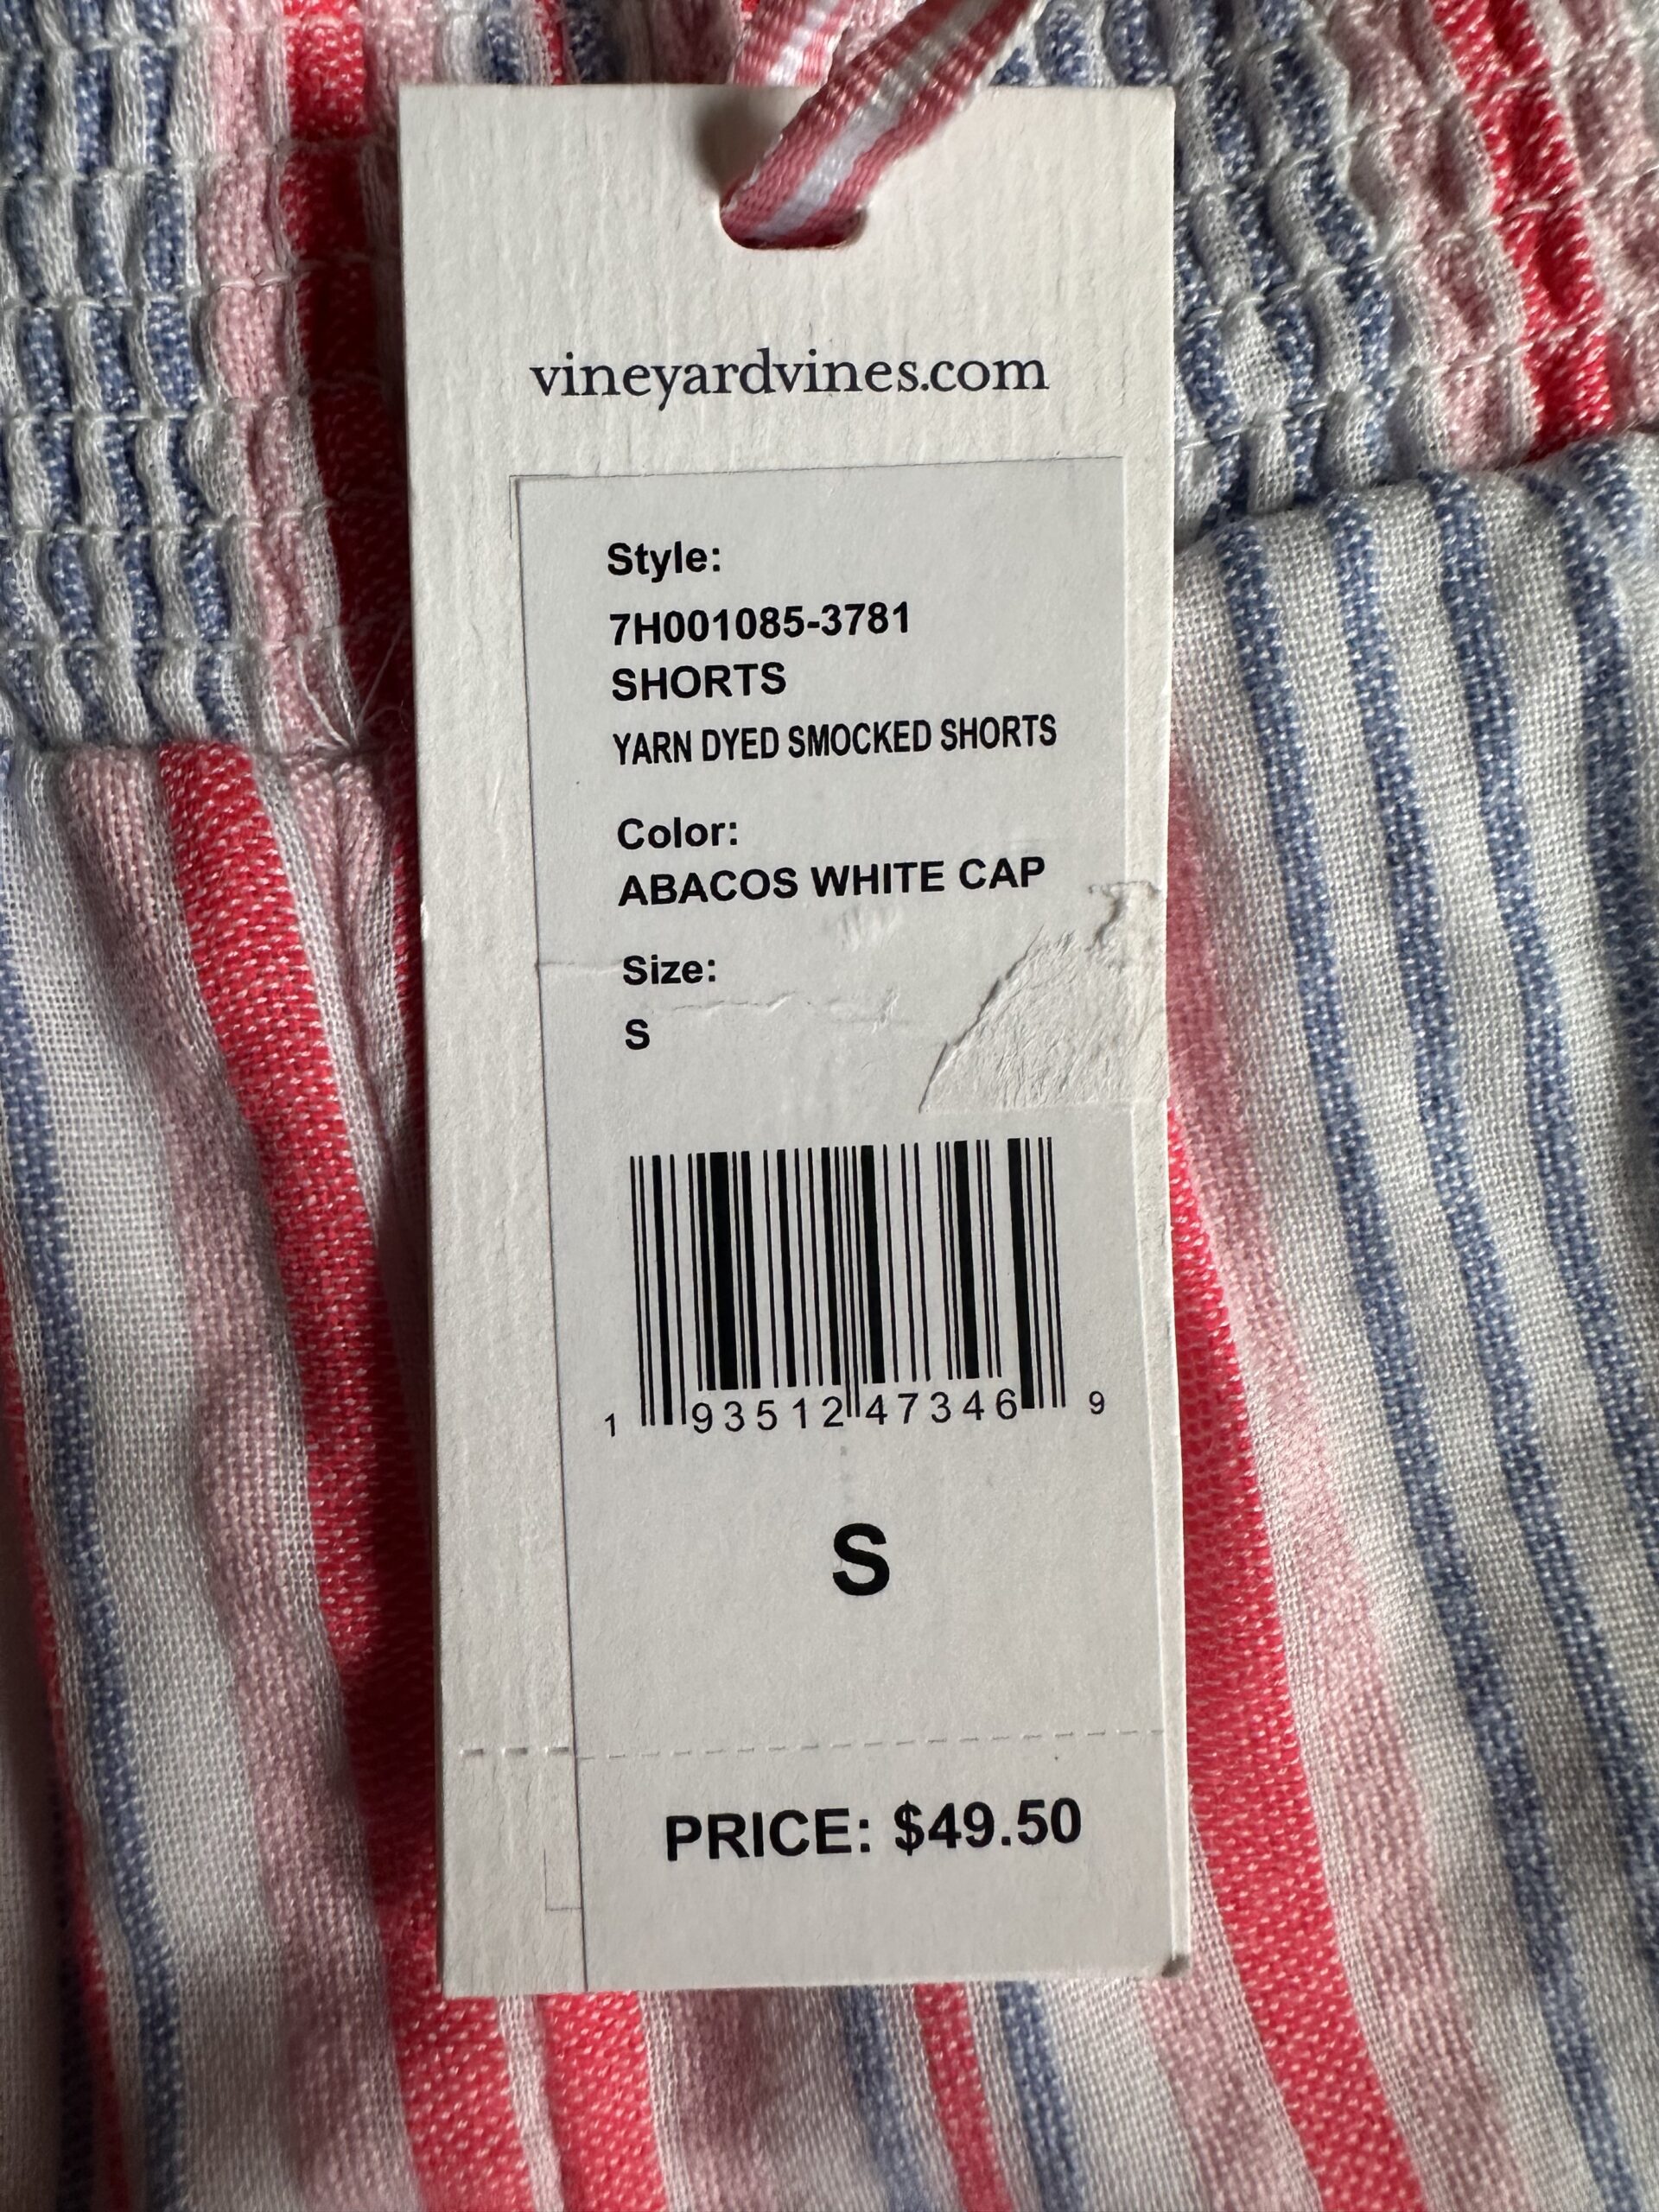 vineyardvines.com
Style:
7H001085-3781
SHORTS
YARN DYED SMOCKED SHORTS
Color:
ABACOS WHITE CAP
Size:
S
1 93512 47346 9
S
PRICE: $49.50